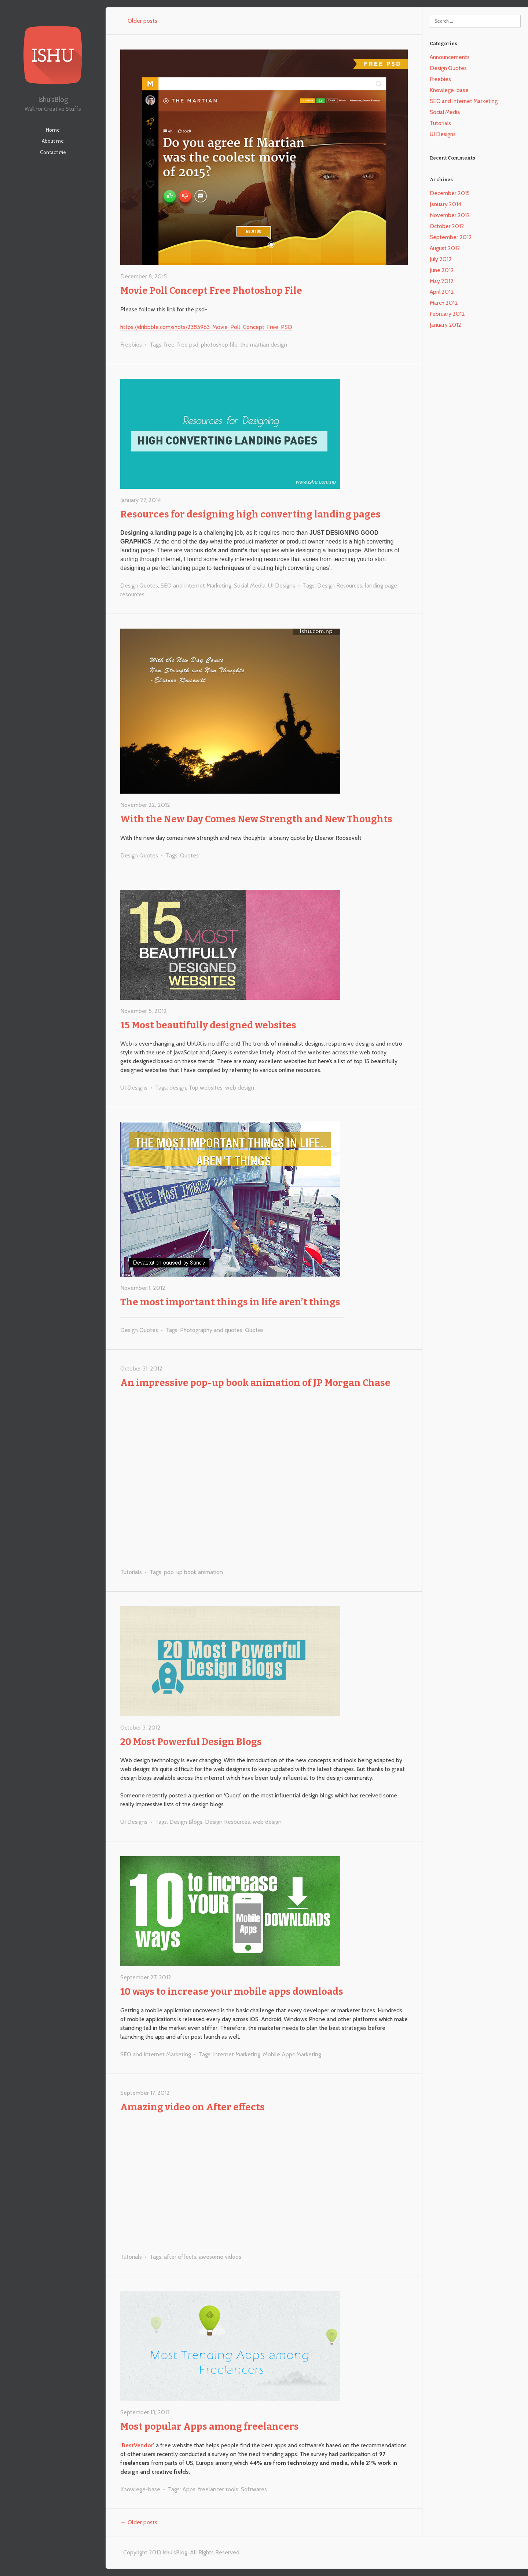 ISHU
Ishu'sBlog
Wall For Creative Stuffs
Home
About me
Contact Me
← Older posts
FREE PSD
M
THE MARTIAN
Do you agree If Martian
was the coolest movie
of 2015?
December 8, 2015
Movie Poll Concept Free Photoshop File
Please follow this link for the psd-
https://dribbble.com/shots/2385963-Movie-Poll-Concept-Free-PSD
Freebies • Tags: free, free psd, photoshop file, the martian design
Resources for Designing
HIGH CONVERTING LANDING PAGES
www.ishu.com.np
January 27, 2014
Resources for designing high converting landing pages
Designing a landing page is a challenging job, as it requires more than JUST DESIGNING GOOD
GRAPHICS. At the end of the day what the product marketer or product owner needs is a high converting
landing page. There are various do's and dont's that applies while designing a landing page. After hours of
surfing through internet, I found some really interesting resources that varies from teaching you to start
designing a perfect landing page to techniques of creating high converting ones'.
Design Quotes, SEO and Internet Marketing, Social Media, UI Designs • Tags: Design Resources, landing page
resources
ishu.com.np
With the New Day Comes
New Strength and New Thoughts
-Eleanor Roosevelt
November 22, 2012
With the New Day Comes New Strength and New Thoughts
With the new day comes new strength and new thoughts- a brainy quote by Eleanor Roosevelt
Design Quotes • Tags: Quotes
15 MOST
BEAUTIFULLY
DESIGNED
WEBSITES
November 5, 2012
15 Most beautifully designed websites
Web is ever-changing and UI/UX is no different! The trends of minimalist designs, responsive designs and metro
style with the use of JavaScript and jQuery is extensive lately. Most of the websites across the web today
gets designed based on these trends. There are many excellent websites but here's a list of top 15 beautifully
designed websites that I have compiled by referring to various online resources.
UI Designs • Tags: design, Top websites, web design
THE MOST IMPORTANT THINGS IN LIFE..
AREN'T THINGS
Devastation caused by Sandy
November 1, 2012
The most important things in life aren't things
Design Quotes • Tags: Photography and quotes, Quotes
October 31, 2012
An impressive pop-up book animation of JP Morgan Chase
Tutorials • Tags: pop-up book animation
20 Most Powerful
Design Blogs
October 3, 2012
20 Most Powerful Design Blogs
Web design technology is ever changing. With the introduction of the new concepts and tools being adapted by
web design; it's quite difficult for the web designers to keep updated with the latest changes. But thanks to great
design blogs available across the internet which have been truly influential to the design community.
Someone recently posted a question on 'Quora' on the most influential design blogs which has received some
really impressive lists of the design blogs.
UI Designs • Tags: Design Blogs, Design Resources, web design
10 to increase
ways your
Mobile
Apps
DOWNLOADS
September 27, 2012
10 ways to increase your mobile apps downloads
Getting a mobile application uncovered is the basic challenge that every developer or marketer faces. Hundreds
of mobile applications is released every day across iOS, Android, Windows Phone and other platforms which make
standing tall in the market even stiffer. Therefore, the marketer needs to plan the best strategies before
launching the app and after post launch as well.
SEO and Internet Marketing • Tags: Internet Marketing, Mobile Apps Marketing
September 17, 2012
Amazing video on After effects
Tutorials • Tags: after effects, awesome videos
Most Trending Apps among
Freelancers
September 13, 2012
Most popular Apps among freelancers
'BestVendor' a free website that helps people find the best apps and software's based on the recommendations
of other users recently conducted a survey on 'the next trending apps'. The survey had participation of 97
freelancers from parts of US, Europe among which 44% are from technology and media, while 21% work in
design and creative fields.
Knowlege-base • Tags: Apps, freelancer tools, Softwares
← Older posts
Copyright 2013 Ishu'sBlog. All Rights Reserved.
Search …
Categories
Announcements
Design Quotes
Freebies
Knowlege-base
SEO and Internet Marketing
Social Media
Tutorials
UI Designs
Recent Comments
Archives
December 2015
January 2014
November 2012
October 2012
September 2012
August 2012
July 2012
June 2012
May 2012
April 2012
March 2012
February 2012
January 2012